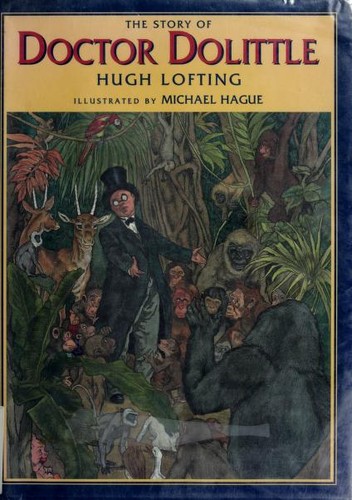 THE STORY OF
DOCTOR DOLITTLE
HUGH LOFTING
ILLUSTRATED BY MICHAEL HAGUE